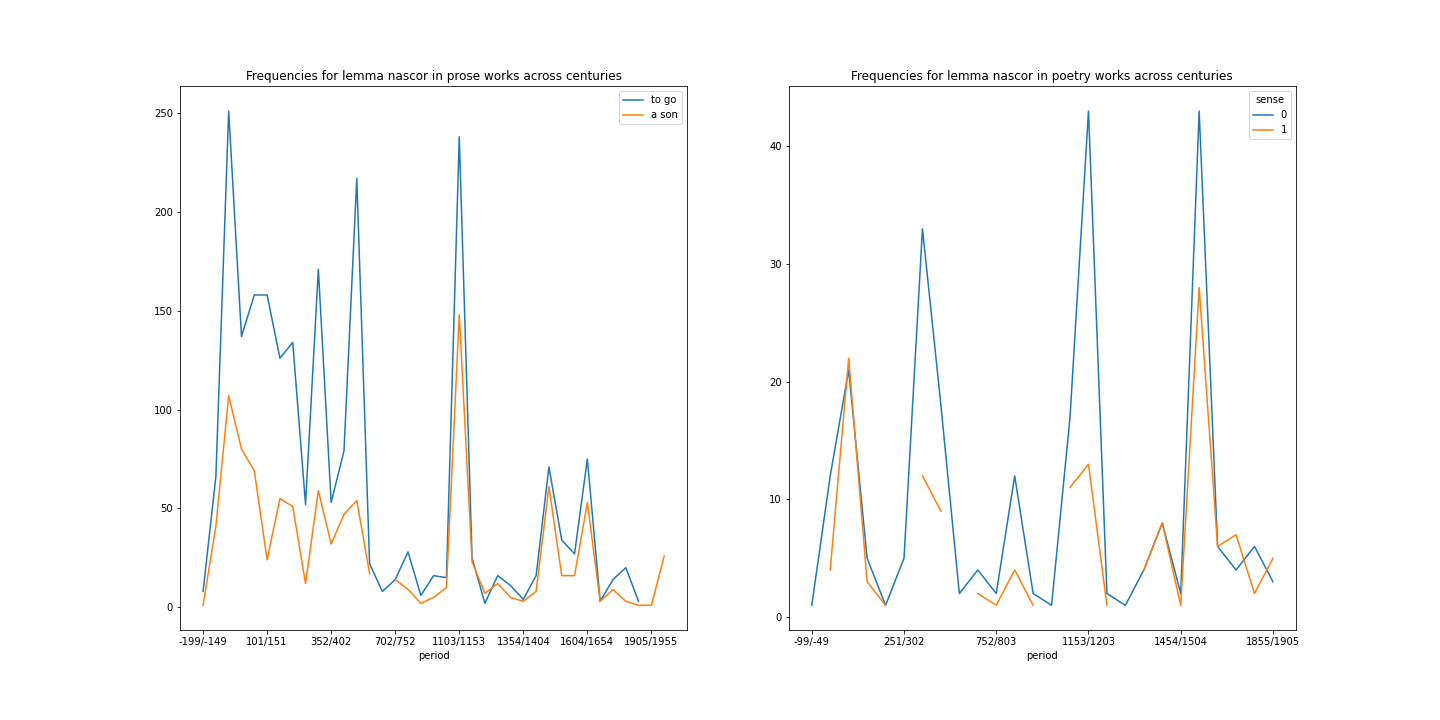 Frequencies for lemma nascor in prose works across centuries
to go
a son
250
200
150
100
50
0
-199/-149 101/151 352/402 702/752 1103/1153 1354/1404 1604/1654 1905/1955
period
Frequencies for lemma nascor in poetry works across centuries
sense
0
1
40
30
20
10
0
-99/-49 251/302 752/803 1153/1203 1454/1504 1855/1905
period